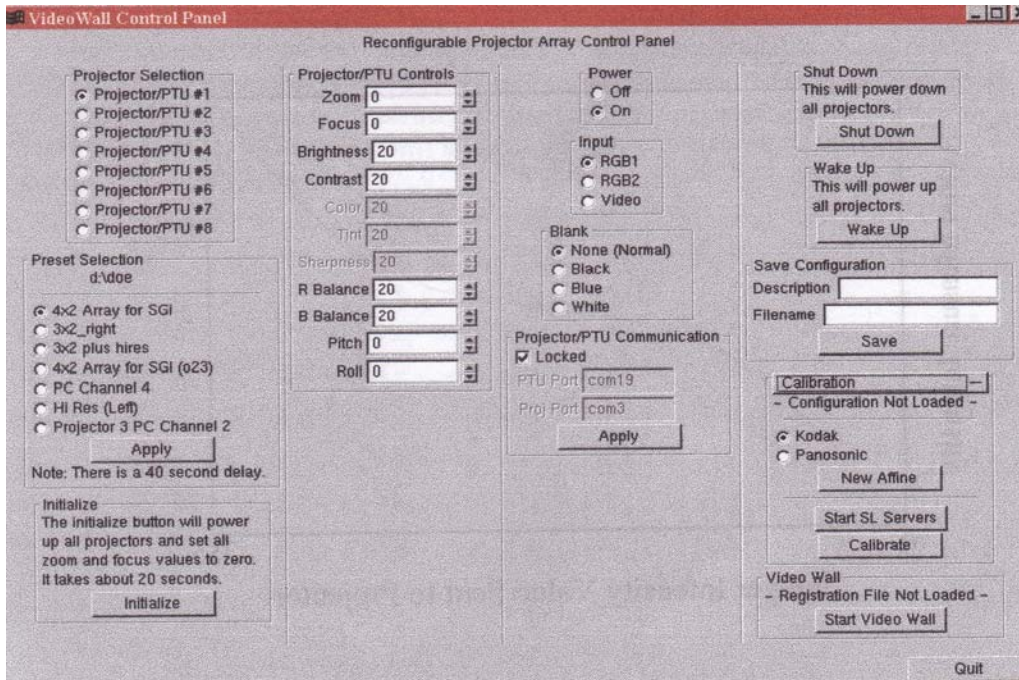 VideoWall Control Panel
Reconfigurable Projector Array Control Panel
Projector Selection
Projector/PTU #1
Projector/PTU #2
Projector/PTU #3
Projector/PTU #4
Projector/PTU #5
Projector/PTU #6
Projector/PTU #7
Projector/PTU #8
Preset Selection
d:\doe
4x2 Array for SGI
3x2_right
3x2 plus hires
4x2 Array for SGI (o23)
PC Channel 4
Hi Res (Left)
Projector 3 PC Channel 2
Apply
Note: There is a 40 second delay.
Initialize
The initialize button will power
up all projectors and set all
zoom and focus values to zero.
It takes about 20 seconds.
Initialize
Projector/PTU Controls
Zoom 0
Focus 0
Brightness 20
Contrast 20
Color 20
Tint 20
Sharpness 20
R Balance 20
B Balance 20
Pitch 0
Roll 0
Power
Off
On
Input
RGB1
RGB2
Video
Blank
None (Normal)
Black
Blue
White
Projector/PTU Communication
Locked
PTU Port com19
Proj Port com3
Apply
Shut Down
This will power down
all projectors.
Shut Down
Wake Up
This will power up
all projectors.
Wake Up
Save Configuration
Description
Filename
Save
Calibration
- Configuration Not Loaded -
Kodak
Panosonic
New Affine
Start SL Servers
Calibrate
Video Wall
- Registration File Not Loaded -
Start Video Wall
Quit